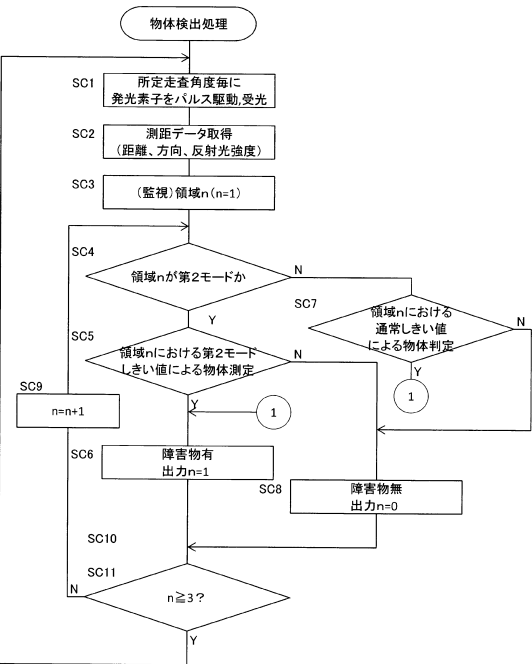 物体検出処理
SC1
所定走査角度毎に
発光素子をパルス駆動,受光
SC2
測距データ取得
(距離、方向、反射光強度)
SC3
(監視)領域n(n=1)
SC4
領域nが第2モードか
N
Y
SC7
領域nにおける
通常しきい値
による物体判定
N
Y
1
SC5
領域nにおける第2モード
しきい値による物体測定
N
Y
1
SC9
n=n+1
SC6
障害物有
出力n=1
SC8
障害物無
出力n=0
SC10
SC11
n≧3?
N
Y